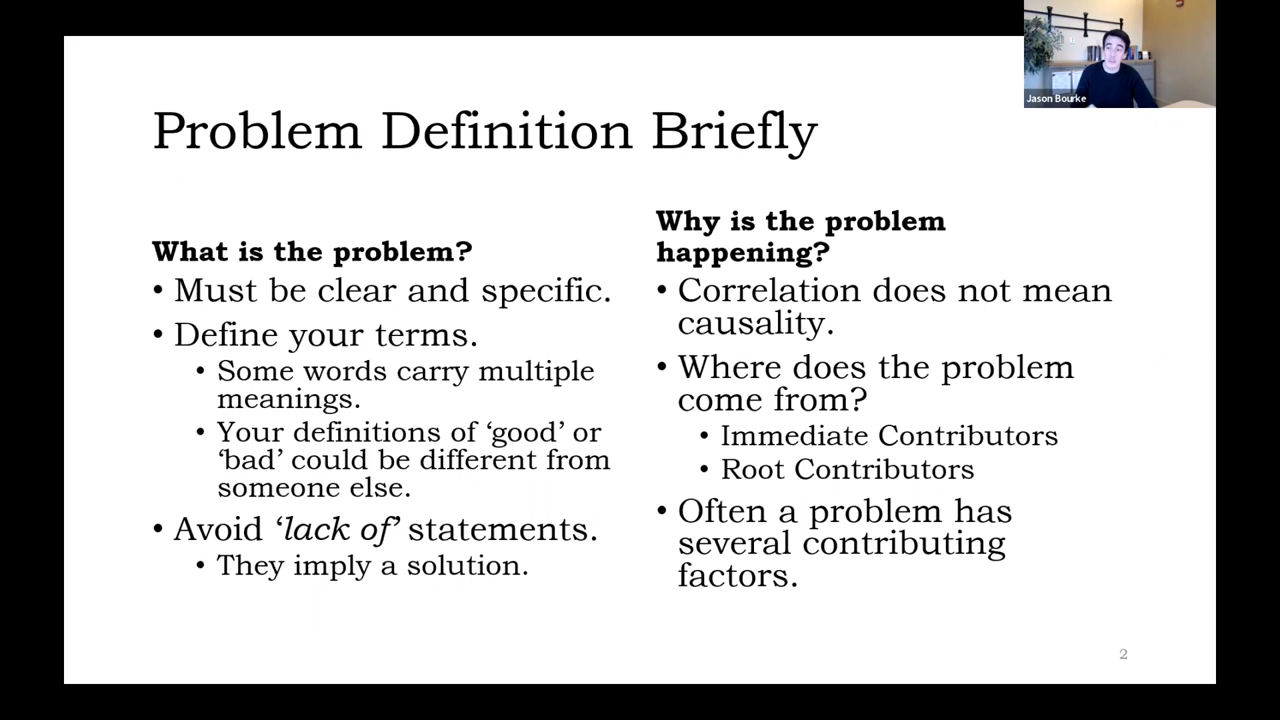 Jason Bourke
Problem Definition Briefly
What is the problem?
• Must be clear and specific.
• Define your terms.
• Some words carry multiple
meanings.
• Your definitions of ‘good’ or
‘bad’ could be different from
someone else.
• Avoid ‘lack of’ statements.
• They imply a solution.
Why is the problem
happening?
• Correlation does not mean
causality.
• Where does the problem
come from?
• Immediate Contributors
• Root Contributors
• Often a problem has
several contributing
factors.
2